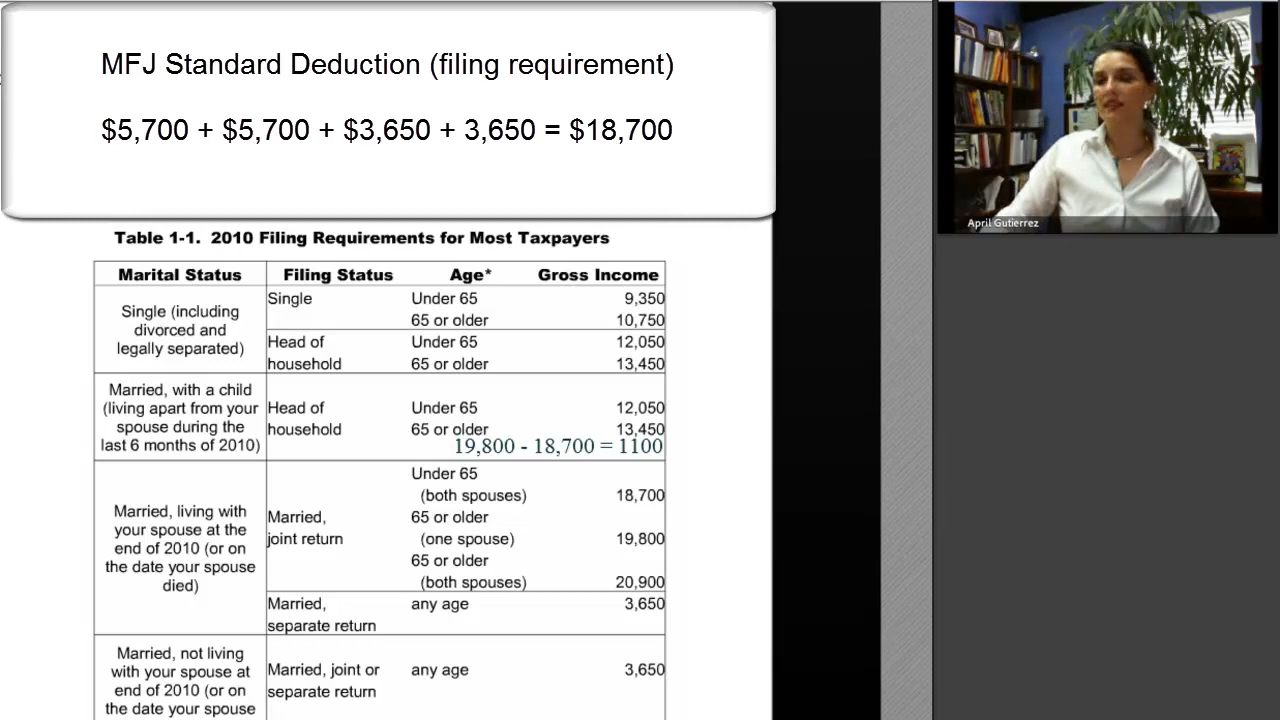 MFJ Standard Deduction (filing requirement)
$5,700 + $5,700 + $3,650 + 3,650 = $18,700
April Gutierrez
Table 1-1. 2010 Filing Requirements for Most Taxpayers
Marital Status Filing Status Age* Gross Income
Single (including
divorced and
legally separated)
Single Under 65 9,350
65 or older 10,750
Head of Under 65 12,050
household 65 or older 13,450
Married, with a child
(living apart from your
spouse during the
last 6 months of 2010)
Head of Under 65 12,050
household 65 or older 13,450
19,800 - 18,700 = 1100
Married, living with
your spouse at the
end of 2010 (or on
the date your spouse
died)
Married,
joint return
Under 65
(both spouses) 18,700
65 or older
(one spouse) 19,800
65 or older
(both spouses) 20,900
Married, any age 3,650
separate return
Married, not living
with your spouse at
end of 2010 (or on
the date your spouse
Married, joint or any age 3,650
separate return